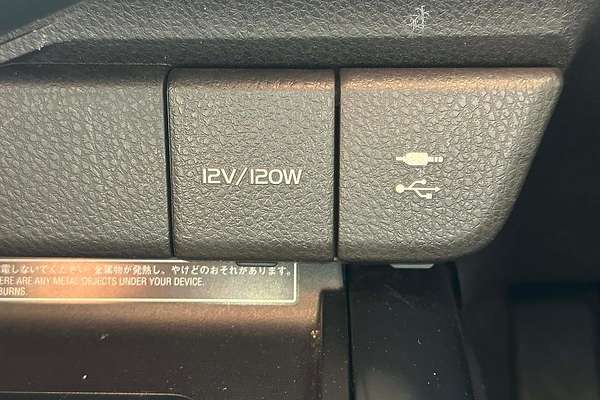 12V/120W
電しないでください 金属物が発熱し、やけどのおそれがあります。
ERE ARE ANY METAL OBJECTS UNDER YOUR DEVICE.
BURNS.